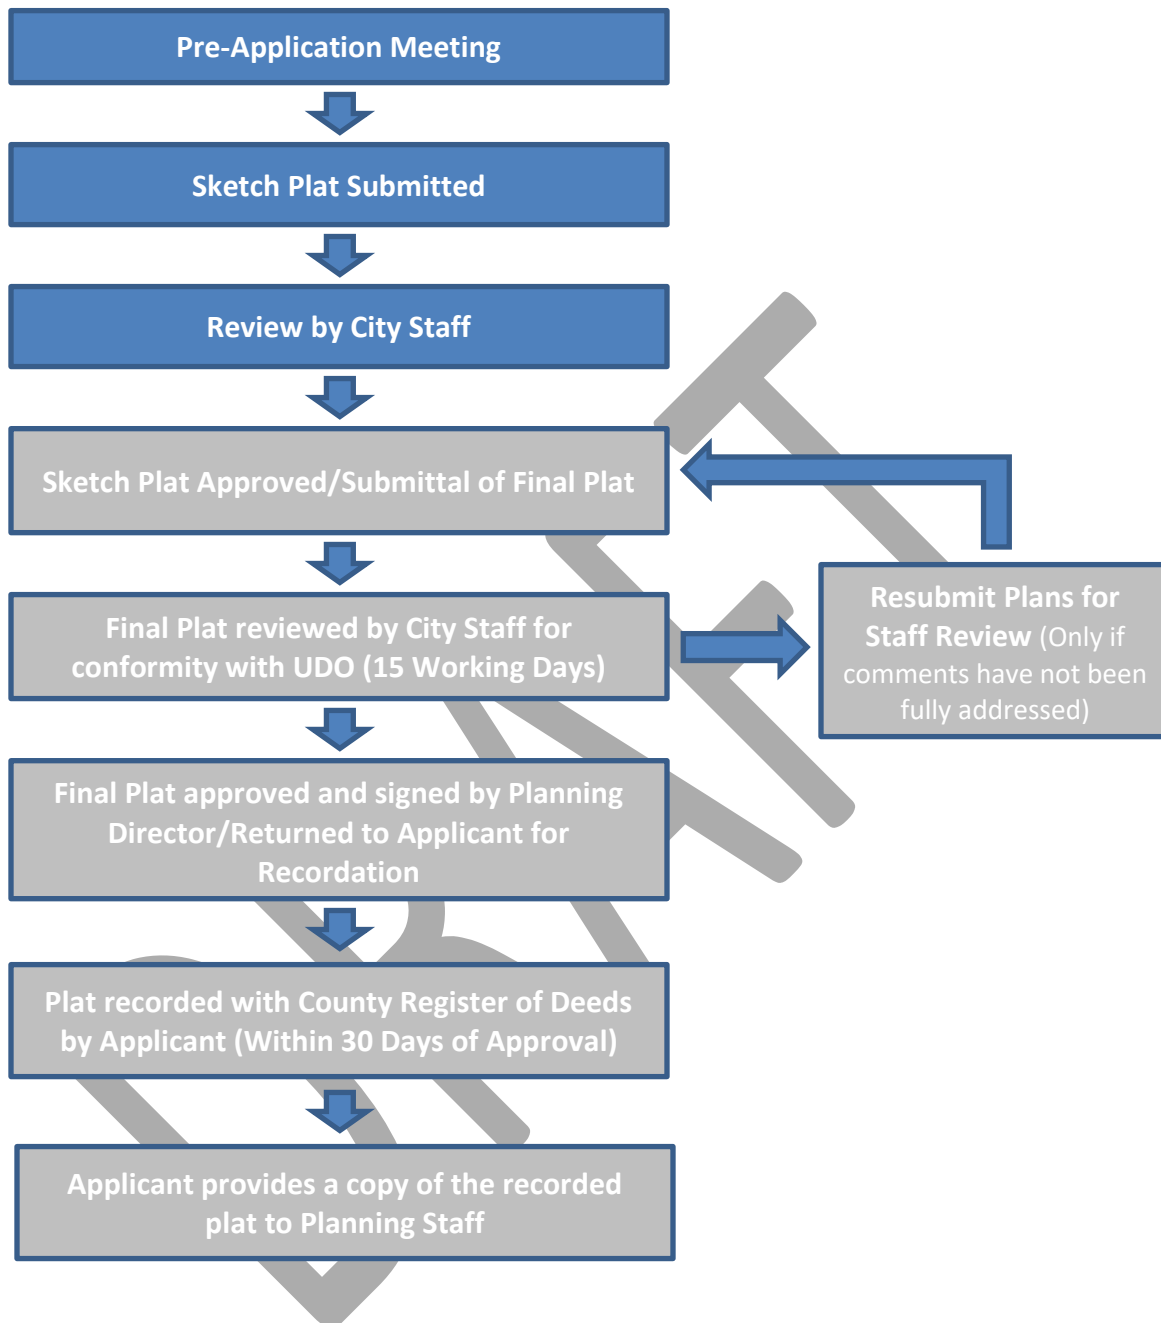 Pre-Application Meeting
Sketch Plat Submitted
Review by City Staff
Sketch Plat Approved/Submittal of Final Plat
Final Plat reviewed by City Staff for
conformity with UDO (15 Working Days)
Resubmit Plans for
Staff Review (Only if
comments have not been
fully addressed)
Final Plat approved and signed by Planning
Director/Returned to Applicant for
Recordation
Plat recorded with County Register of Deeds
by Applicant (Within 30 Days of Approval)
Applicant provides a copy of the recorded
plat to Planning Staff
DRAFT